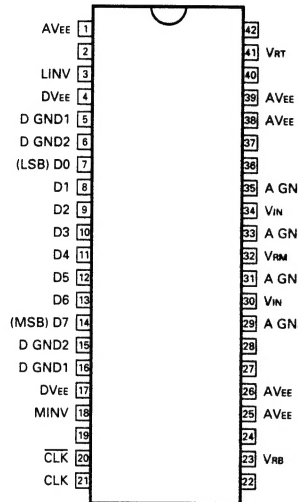 AVEE 1
2
LINV 3
DVEE 4
D GND1 5
D GND2 6
(LSB) D0 7
D1 8
D2 9
D3 10
D4 11
D5 12
D6 13
(MSB) D7 14
D GND2 15
D GND1 16
DVEE 17
MINV 18
19
CLK 20
CLK 21
42
41 VRT
40
39 AVEE
38 AVEE
37
36
35 A GN
34 VIN
33 A GN
32 VRM
31 A GN
30 VIN
29 A GN
28
27
26 AVEE
25 AVEE
24
23 VRB
22